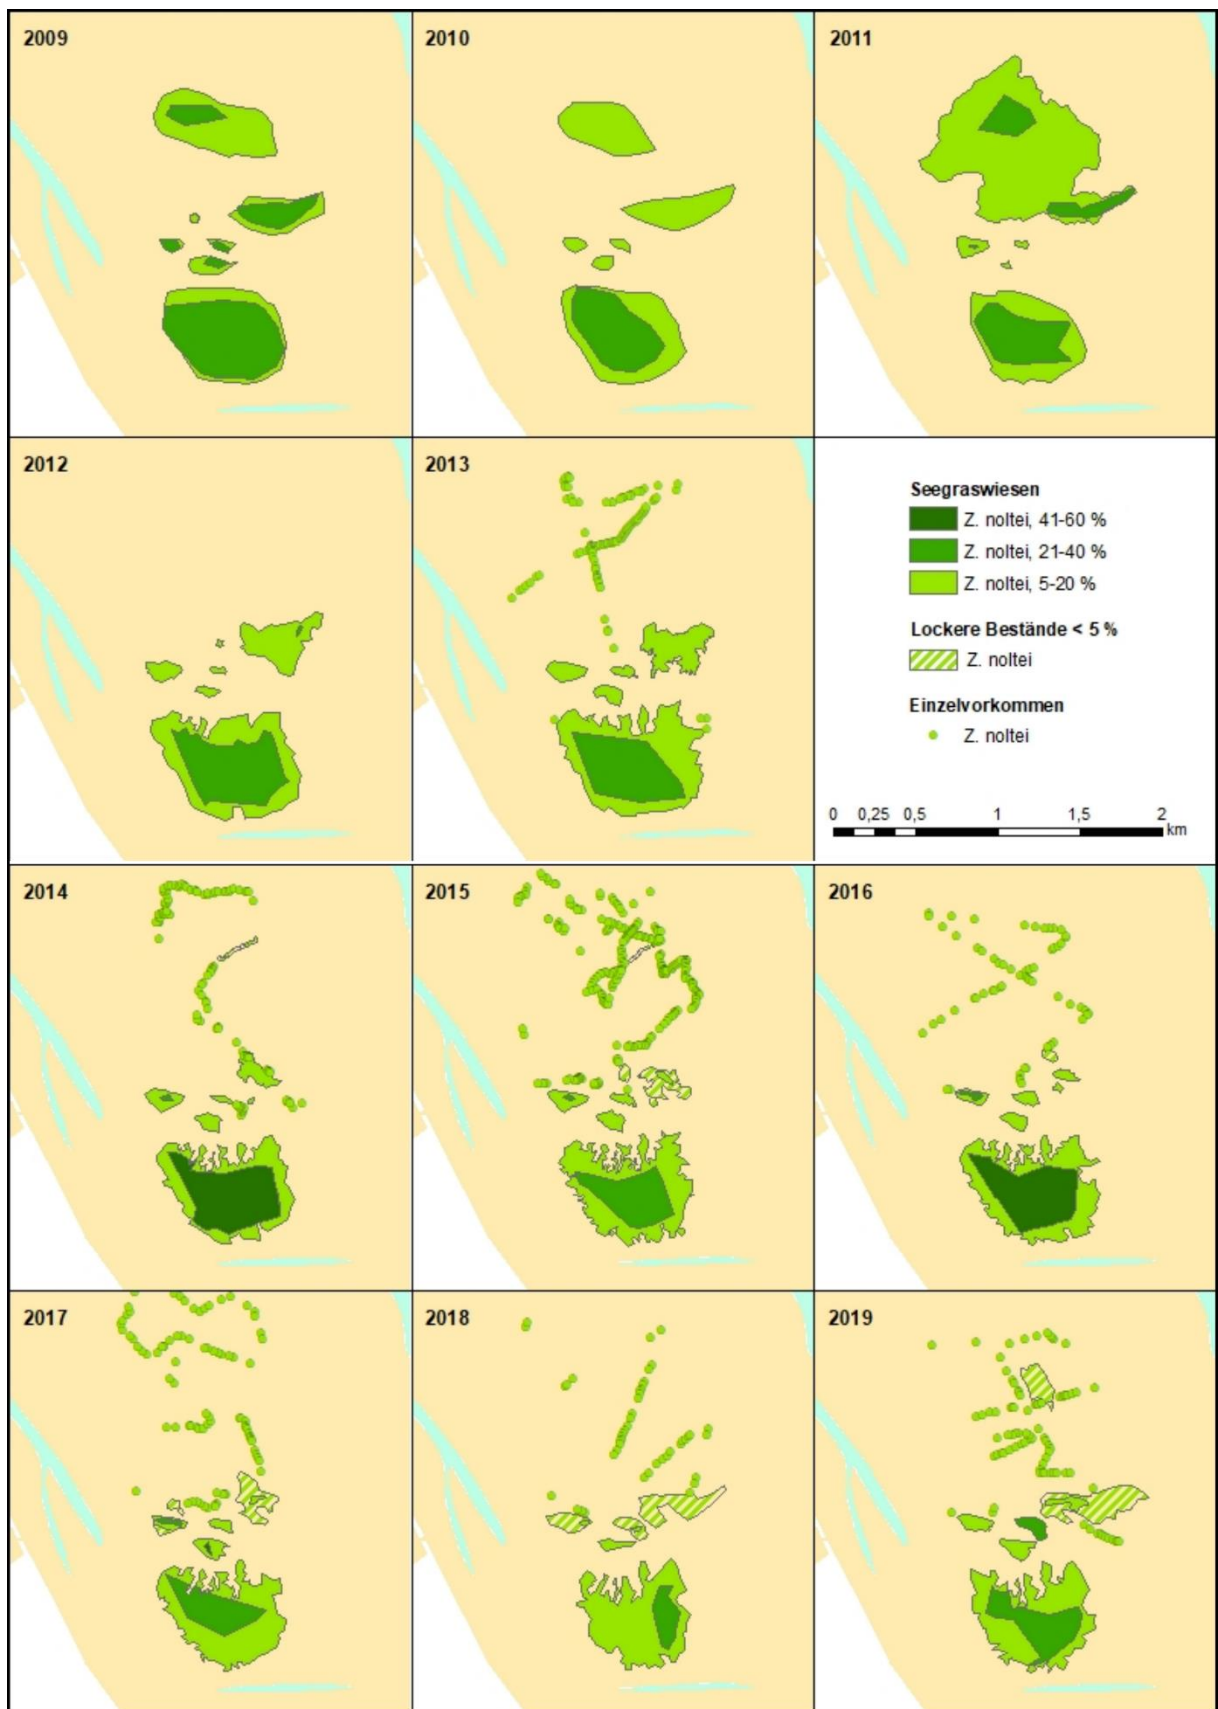 2009
2010
2011
2012
2013
Seegraswiesen
Z. noltei, 41-60 %
Z. noltei, 21-40 %
Z. noltei, 5-20 %
Lockere Bestände < 5 %
Z. noltei
Einzelvorkommen
Z. noltei
0 0,25 0,5 1 1,5 2
km
2014
2015
2016
2017
2018
2019